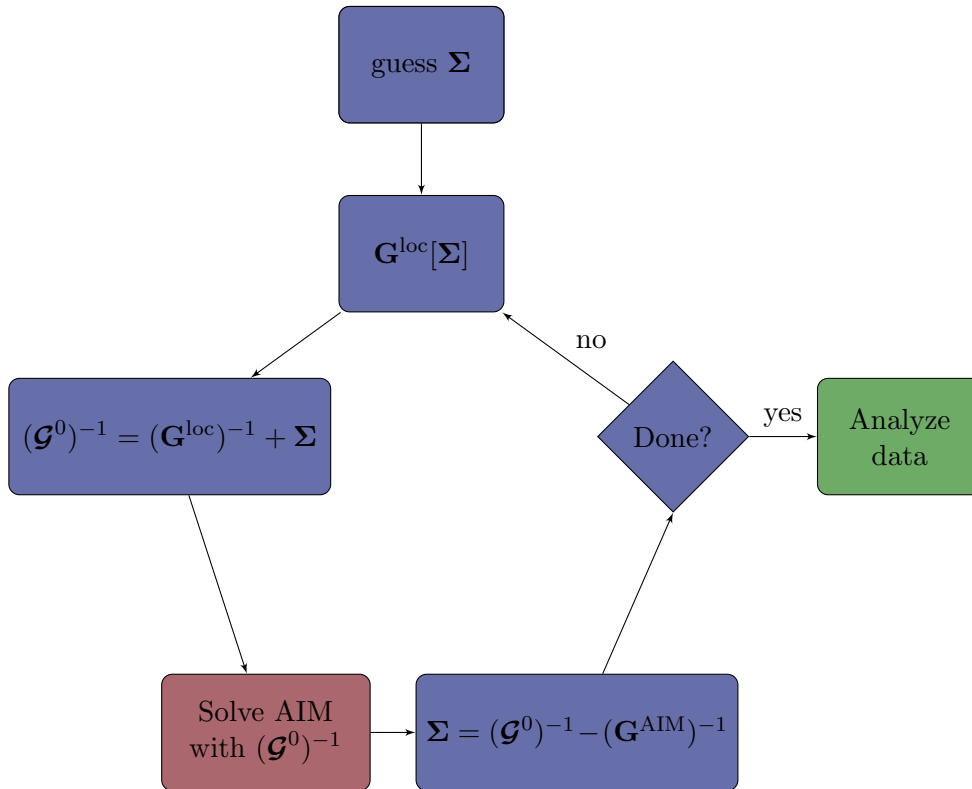 guess 𝚺
𝐆^loc[𝚺]
no
(𝓖^0)^−1 = (𝐆^loc)^−1 + 𝚺
Done?
yes
Analyze
data
Solve AIM
with (𝓖^0)^−1
𝚺 = (𝓖^0)^−1−(𝐆^AIM)^−1